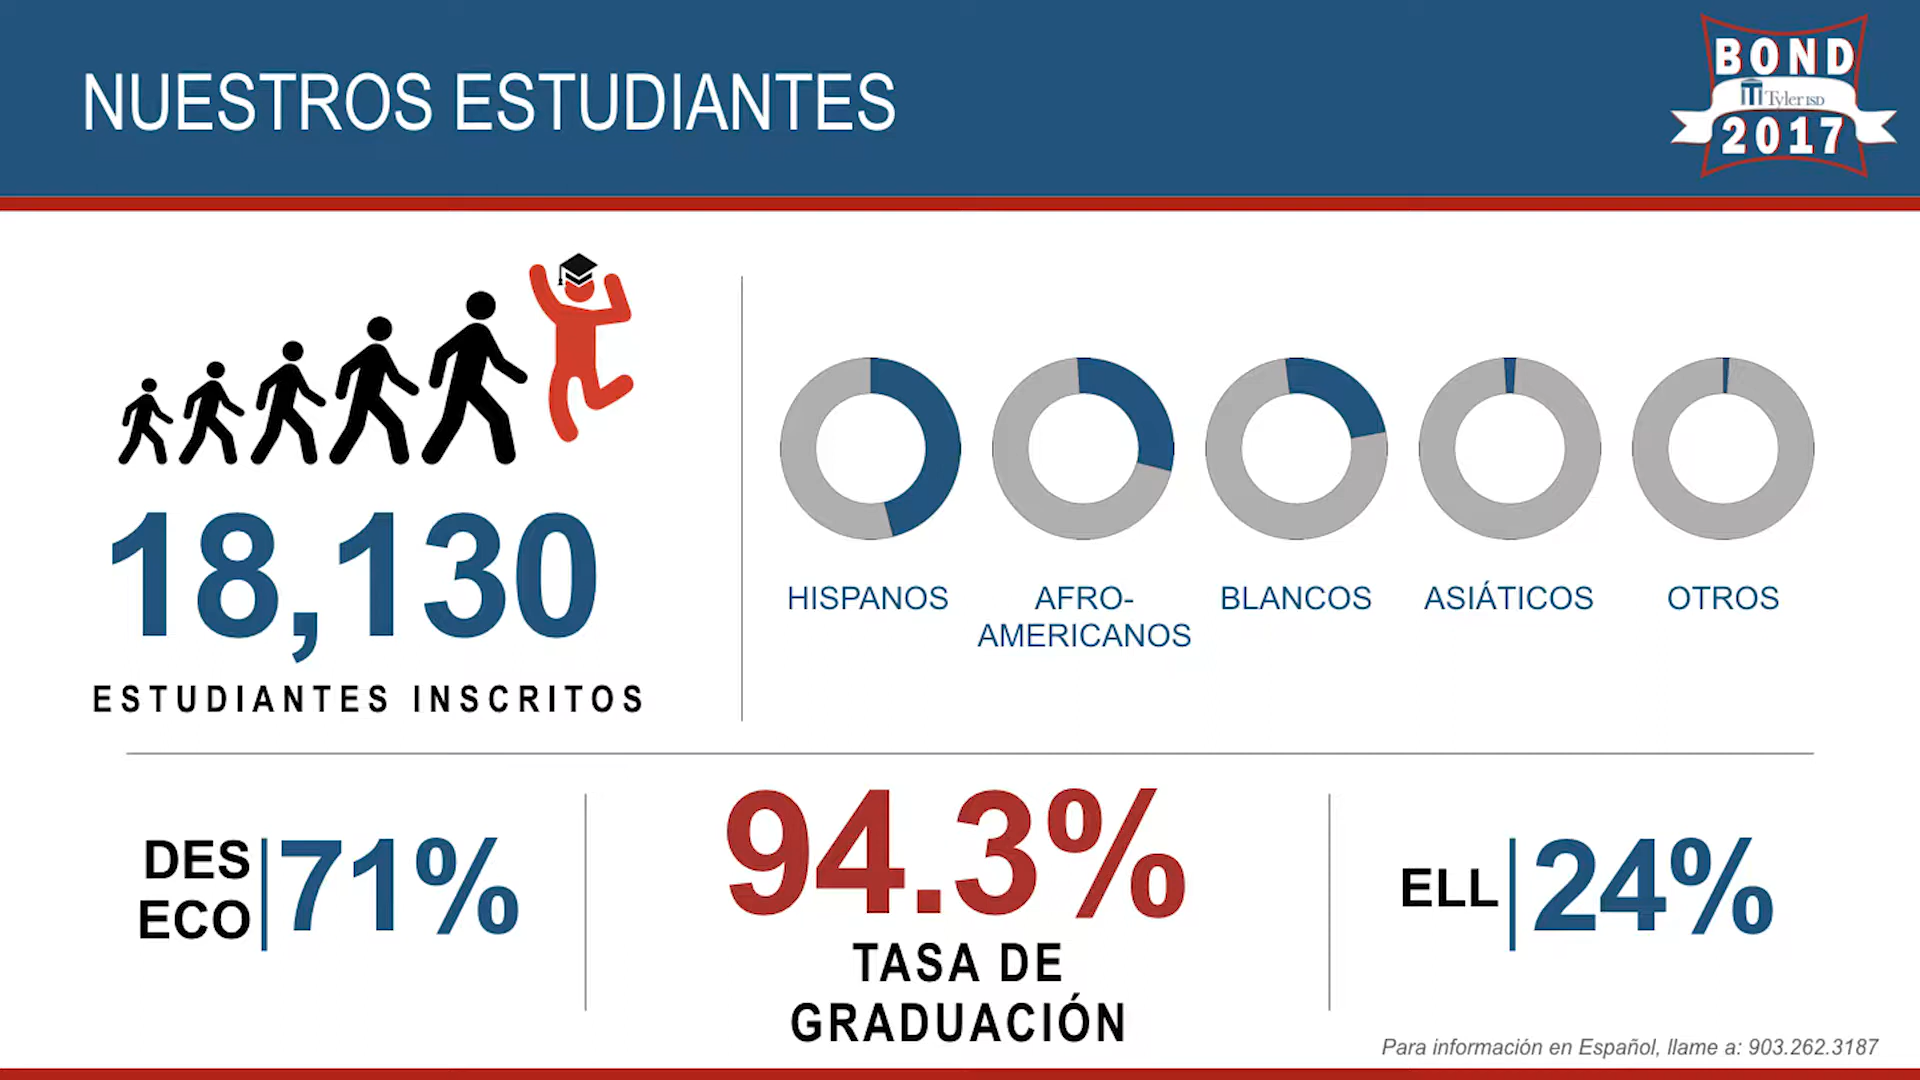 NUESTROS ESTUDIANTES
BOND
Tyler ISD
2017
18,130
ESTUDIANTES INSCRITOS
HISPANOS
AFRO-
AMERICANOS
BLANCOS
ASIÁTICOS
OTROS
DES
ECO
71%
94.3%
TASA DE
GRADUACIÓN
ELL
24%
Para información en Español, llame a: 903.262.3187